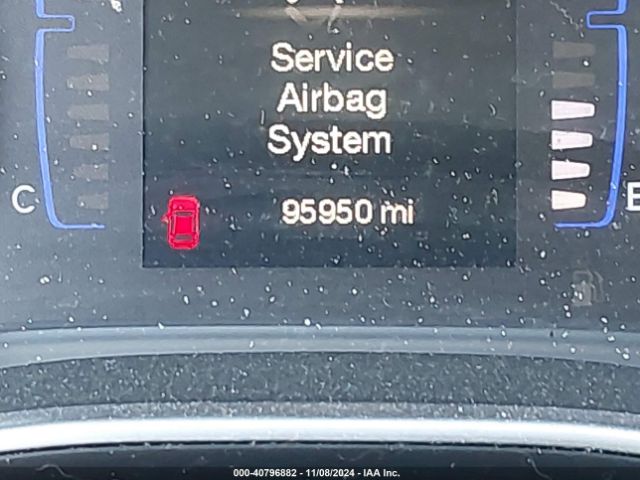 Service
Airbag
System
C
95950 mi
E
000-40796882 - 11/08/2024 - IAA Inc.